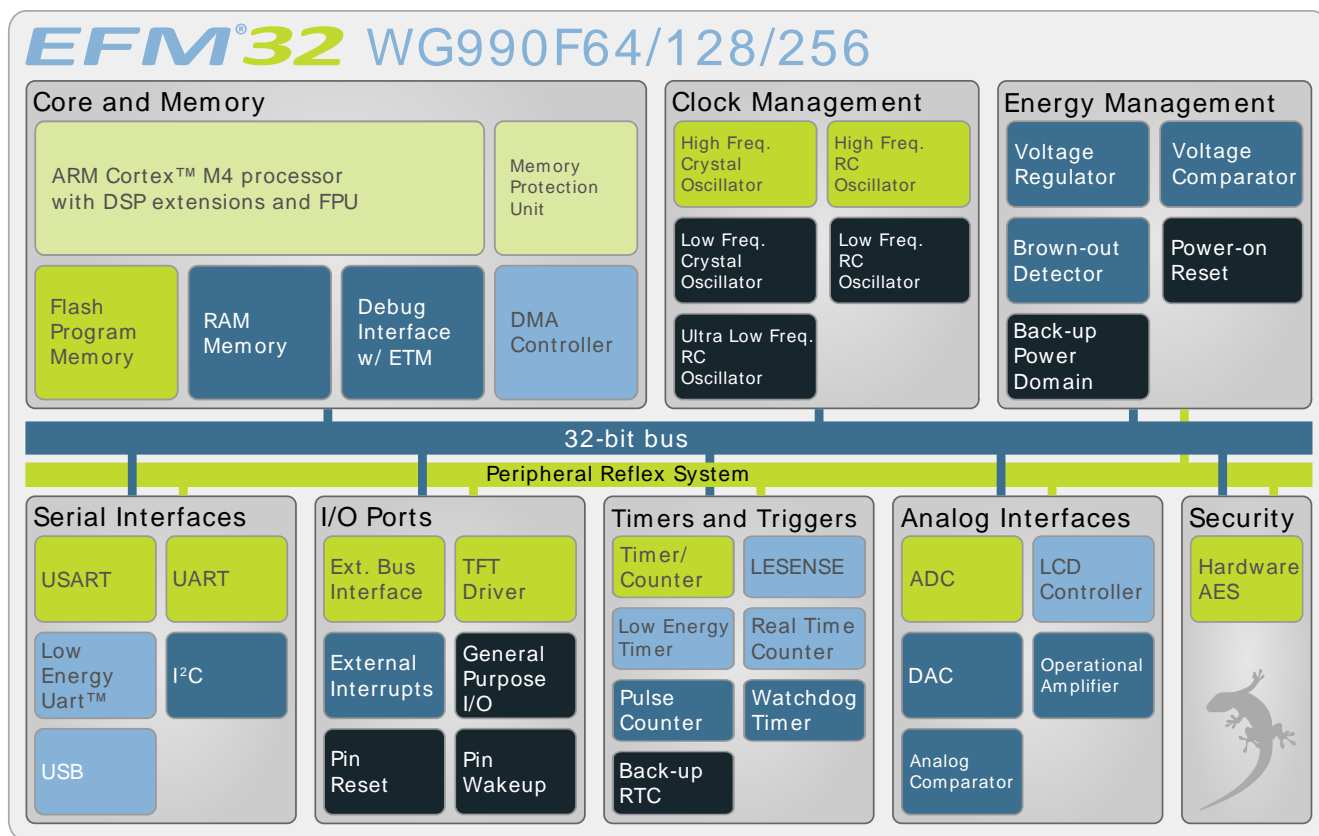 EFM®32 WG990F64/128/256
Core and Memory
ARM Cortex™ M4 processor
with DSP extensions and FPU
Memory
Protection
Unit
Flash
Program
Memory
RAM
Memory
Debug
Interface
w/ ETM
DMA
Controller
Clock Management
High Freq.
Crystal
Oscillator
High Freq.
RC
Oscillator
Low Freq.
Crystal
Oscillator
Low Freq.
RC
Oscillator
Ultra Low Freq.
RC
Oscillator
Energy Management
Voltage
Regulator
Voltage
Comparator
Brown-out
Detector
Power-on
Reset
Back-up
Power
Domain
32-bit bus
Peripheral Reflex System
Serial Interfaces
USART
UART
Low
Energy
Uart™
I²C
USB
I/O Ports
Ext. Bus
Interface
TFT
Driver
External
Interrupts
General
Purpose
I/O
Pin
Reset
Pin
Wakeup
Timers and Triggers
Timer/
Counter
LESENSE
Low Energy
Timer
Real Time
Counter
Pulse
Counter
Watchdog
Timer
Back-up
RTC
Analog Interfaces
ADC
LCD
Controller
DAC
Operational
Amplifier
Analog
Comparator
Security
Hardware
AES